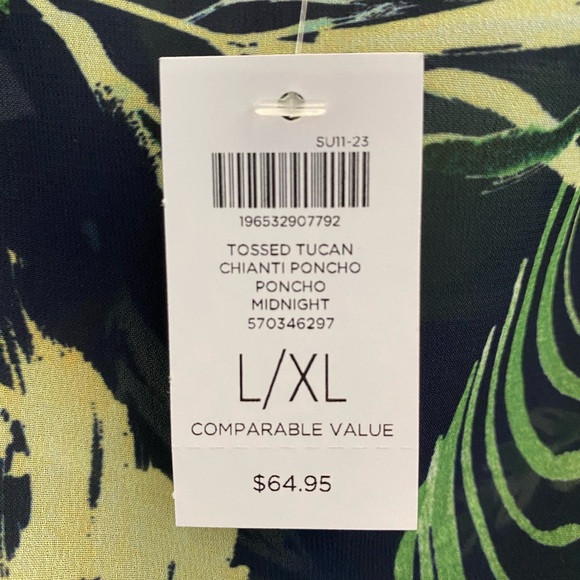 SU11-23
196532907792
TOSSED TUCAN
CHIANTI PONCHO
PONCHO
MIDNIGHT
570346297
L/XL
COMPARABLE VALUE
$64.95